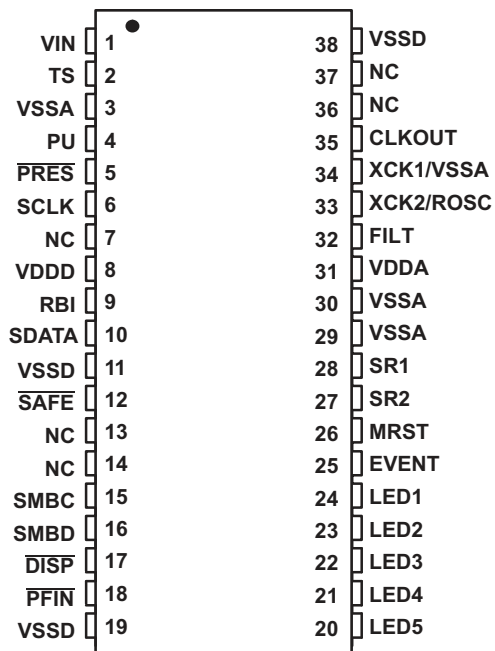 VIN 1 38 VSSD
TS 2 37 NC
VSSA 3 36 NC
PU 4 35 CLKOUT
PRES 5 34 XCK1/VSSA
SCLK 6 33 XCK2/ROSC
NC 7 32 FILT
VDDD 8 31 VDDA
RBI 9 30 VSSA
SDATA 10 29 VSSA
VSSD 11 28 SR1
SAFE 12 27 SR2
NC 13 26 MRST
NC 14 25 EVENT
SMBC 15 24 LED1
SMBD 16 23 LED2
DISP 17 22 LED3
PFIN 18 21 LED4
VSSD 19 20 LED5